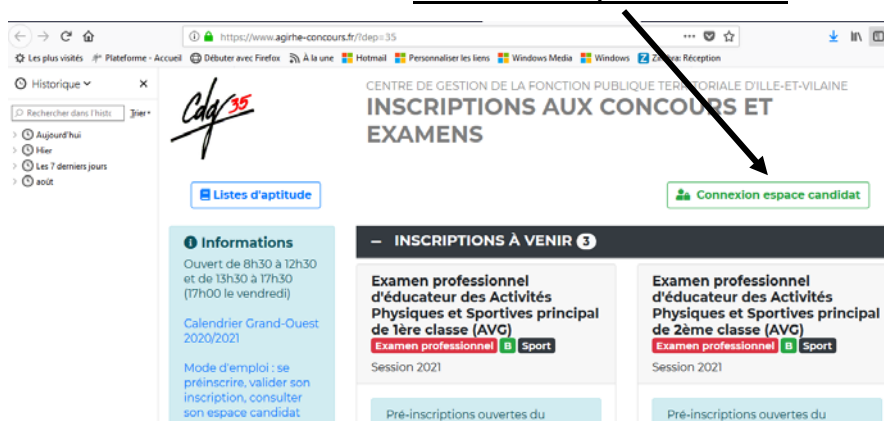 https://www.agirhe-concours.fr/?dep=35
Les plus visités
Plateforme - Accueil
Débuter avec Firefox
À la une
Hotmail
Personnaliser les liens
Windows Media
Windows
Réception
Historique
Rechercher dans l'histo
Trier
Aujourd'hui
Hier
Les 7 derniers jours
août
Cdg 35
CENTRE DE GESTION DE LA FONCTION PUBLIQUE TERRITORIALE D'ILLE-ET-VILAINE
INSCRIPTIONS AUX CONCOURS ET
EXAMENS
Listes d'aptitude
Connexion espace candidat
Informations
Ouvert de 8h30 à 12h30
et de 13h30 à 17h30
(17h00 le vendredi)
Calendrier Grand-Ouest
2020/2021
Mode d'emploi : se
préinscrire, valider son
inscription, consulter
son espace candidat
– INSCRIPTIONS À VENIR 3
Examen professionnel
d'éducateur des Activités
Physiques et Sportives principal
de 1ère classe (AVG)
Examen professionnel B Sport
Session 2021
Pré-inscriptions ouvertes du
Examen professionnel
d'éducateur des Activités
Physiques et Sportives principal
de 2ème classe (AVG)
Examen professionnel B Sport
Session 2021
Pré-inscriptions ouvertes du